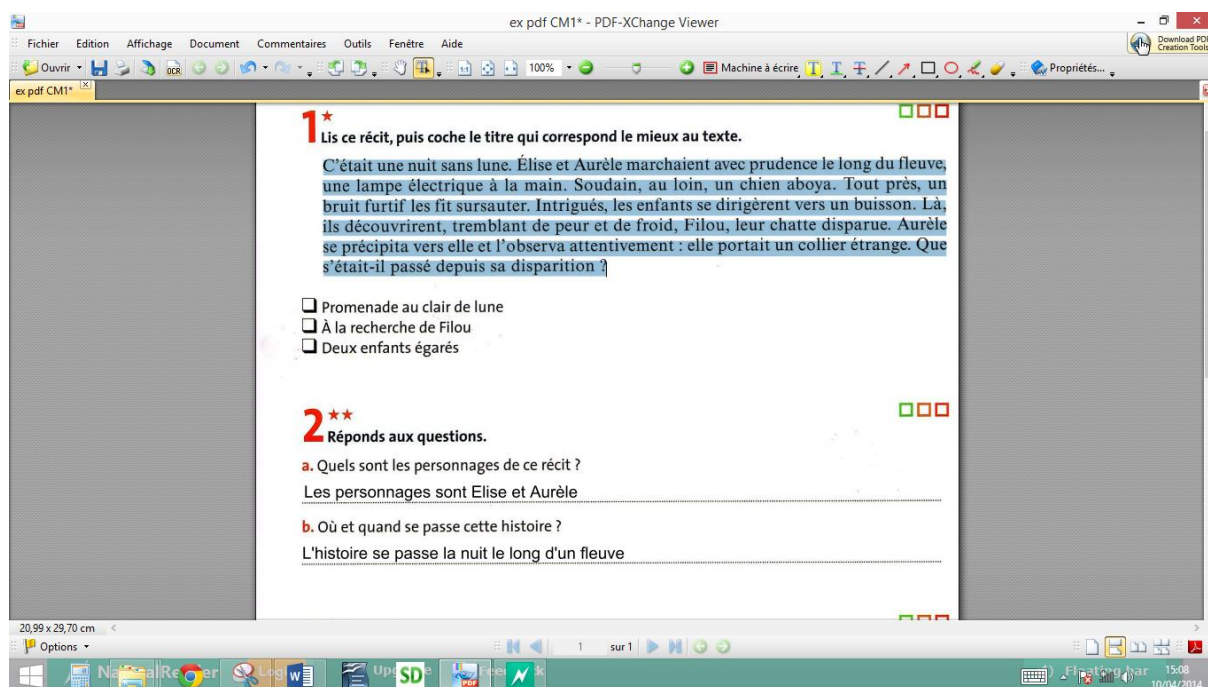 ex pdf CM1* - PDF-XChange Viewer
Fichier Edition Affichage Document Commentaires Outils Fenêtre Aide
Download PDF
Creation Tools
Ouvrir OCR 100% Machine à écrire Propriétés...
ex pdf CM1*
1*
Lis ce récit, puis coche le titre qui correspond le mieux au texte.
C'était une nuit sans lune. Élise et Aurèle marchaient avec prudence le long du fleuve,
une lampe électrique à la main. Soudain, au loin, un chien aboya. Tout près, un
bruit furtif les fit sursauter. Intrigués, les enfants se dirigèrent vers un buisson. Là,
ils découvrirent, tremblant de peur et de froid, Filou, leur chatte disparue. Aurèle
se précipita vers elle et l'observa attentivement : elle portait un collier étrange. Que
s'était-il passé depuis sa disparition ?
Promenade au clair de lune
À la recherche de Filou
Deux enfants égarés
2**
Réponds aux questions.
a. Quels sont les personnages de ce récit ?
Les personnages sont Elise et Aurèle
b. Où et quand se passe cette histoire ?
L'histoire se passe la nuit le long d'un fleuve
20,99 x 29,70 cm
Options 1 sur 1
SD Floating bar 15:08
10/04/2014